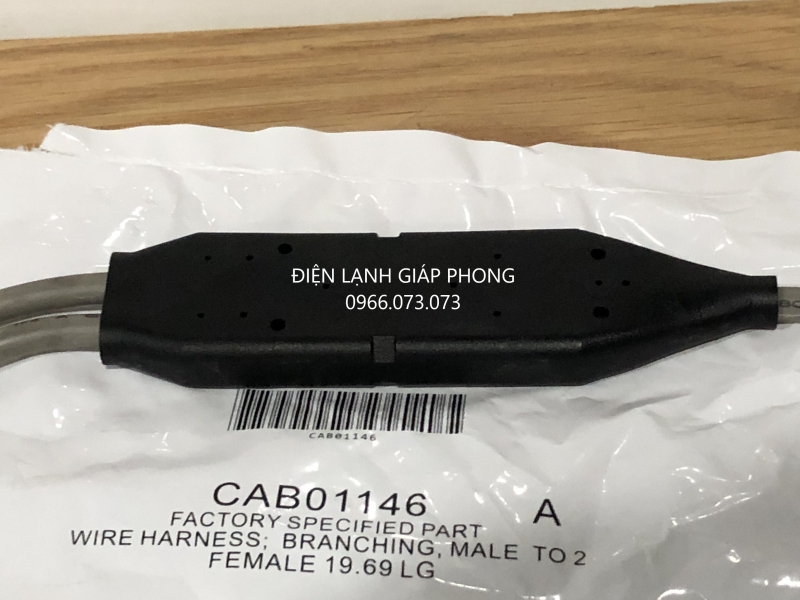 ĐIỆN LẠNH GIÁP PHONG
0966.073.073
CAB01146
CAB01146 A
FACTORY SPECIFIED PART
WIRE HARNESS; BRANCHING, MALE TO 2
FEMALE 19.69 LG